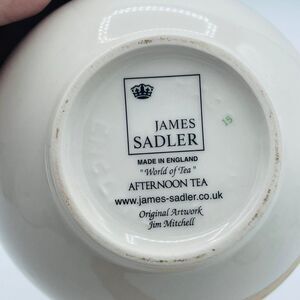 JAMES
SADLER
MADE IN ENGLAND
"World of Tea"
AFTERNOON TEA
www.james-sadler.co.uk
Original Artwork
Jim Mitchell
15